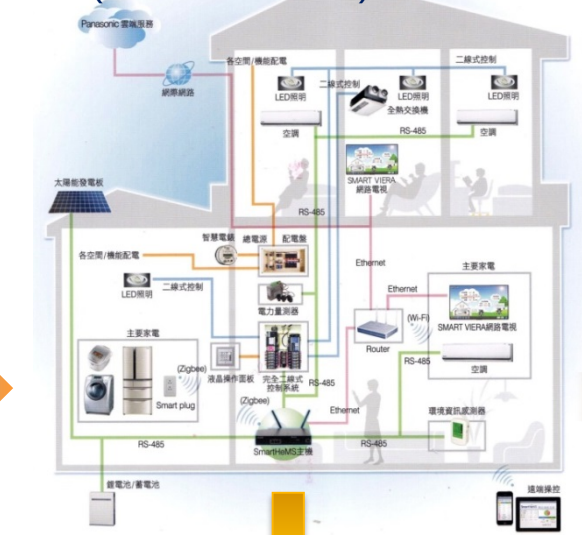 Panasonic 雲端服務
網際網路
各空間/機能配電
二線式控制
LED照明
二線式控制
LED照明
全熱交換機
LED照明
空調
RS-485
空調
SMART VIERA
網路電視
太陽能發電板
RS-485
智慧電錶
總電源
配電盤
各空間/機能配電
Ethernet
主要家電
LED照明
二線式控制
電力量測器
Ethernet
(Wi-Fi)
SMART VIERA網路電視
主要家電
Router
RS-485
空調
(Zigbee)
液晶操作面板
完全二線式
控制系統
RS-485
Smart plug
(Zigbee)
Ethernet
環境資訊感測器
RS-485
SmartHeMS主機
RS-485
鋰電池/蓄電池
遠端操控